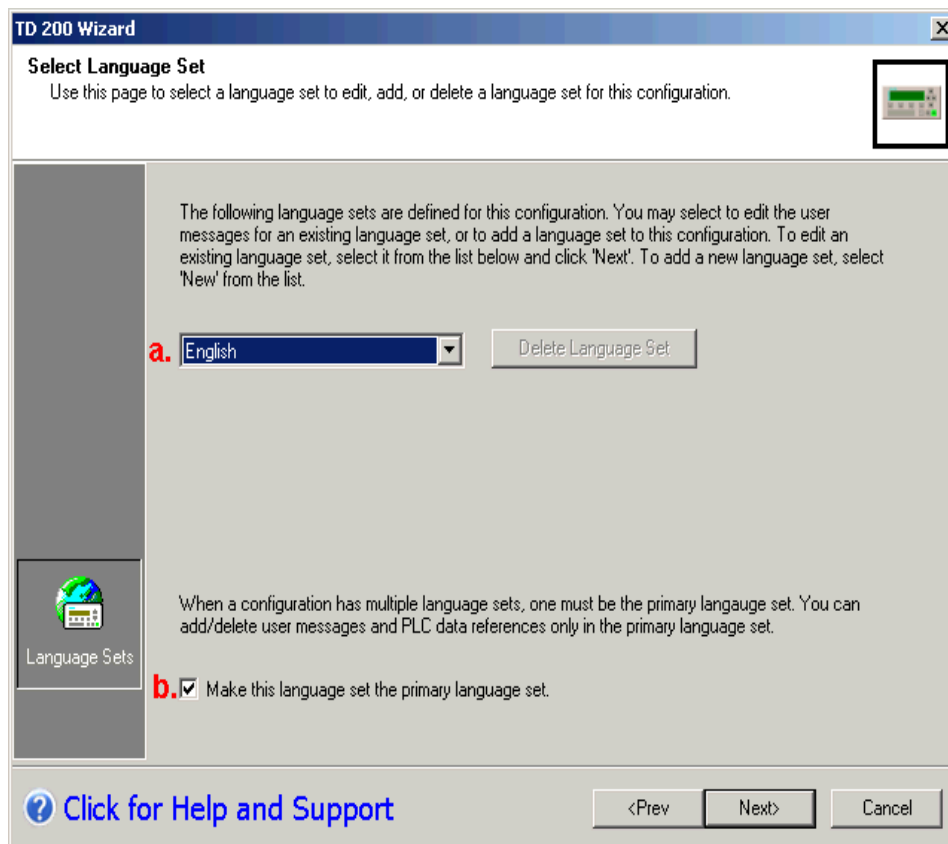 TD 200 Wizard
Select Language Set
Use this page to select a language set to edit, add, or delete a language set for this configuration.
The following language sets are defined for this configuration. You may select to edit the user
messages for an existing language set, or to add a language set to this configuration. To edit an
existing language set, select it from the list below and click 'Next'. To add a new language set, select
'New' from the list.
a. English
Delete Language Set
When a configuration has multiple language sets, one must be the primary langauge set. You can
add/delete user messages and PLC data references only in the primary language set.
Language Sets
b. Make this language set the primary language set.
Click for Help and Support
<Prev
Next>
Cancel